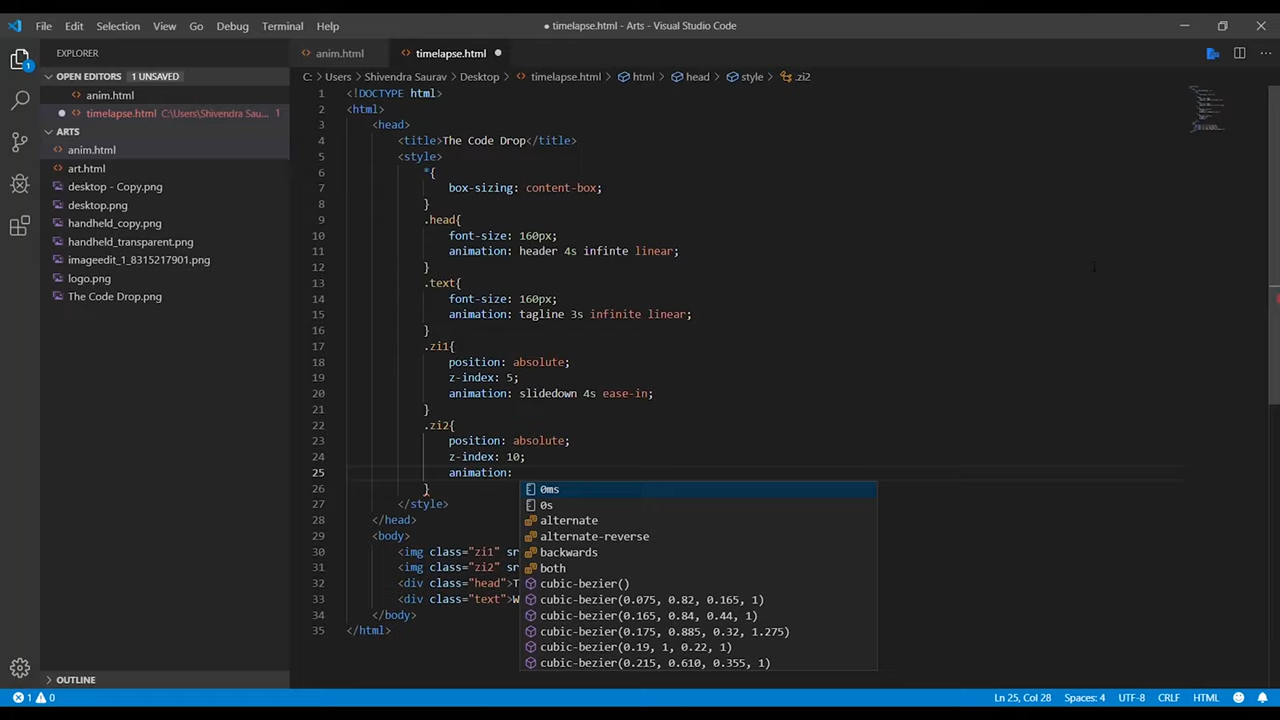 File Edit Selection View Go Debug Terminal Help
● timelapse.html - Arts - Visual Studio Code
EXPLORER
anim.html
timelapse.html ●
OPEN EDITORS 1 UNSAVED
C: > Users > Shivendra Saurav > Desktop > timelapse.html > html > head > style > .zi2
anim.html
timelapse.html C:\Users\Shivendra Sau... 1
ARTS
anim.html
art.html
desktop - Copy.png
desktop.png
handheld_copy.png
handheld_transparent.png
imageedit_1_8315217901.png
logo.png
The Code Drop.png
1 <!DOCTYPE html>
2 <html>
3 <head>
4 <title>The Code Drop</title>
5 <style>
6 *{
7 box-sizing: content-box;
8 }
9 .head{
10 font-size: 160px;
11 animation: header 4s infinte linear;
12 }
13 .text{
14 font-size: 160px;
15 animation: tagline 3s infinite linear;
16 }
17 .zi1{
18 position: absolute;
19 z-index: 5;
20 animation: slidedown 4s ease-in;
21 }
22 .zi2{
23 position: absolute;
24 z-index: 10;
25 animation:
26 }
27 </style>
28 </head>
29 <body>
30 <img class="zi1" sr
31 <img class="zi2" sr
32 <div class="head">T
33 <div class="text">W
34 </body>
35 </html>
0ms
0s
alternate
alternate-reverse
backwards
both
cubic-bezier()
cubic-bezier(0.075, 0.82, 0.165, 1)
cubic-bezier(0.165, 0.84, 0.44, 1)
cubic-bezier(0.175, 0.885, 0.32, 1.275)
cubic-bezier(0.19, 1, 0.22, 1)
cubic-bezier(0.215, 0.610, 0.355, 1)
OUTLINE
1 0
Ln 25, Col 28 Spaces: 4 UTF-8 CRLF HTML